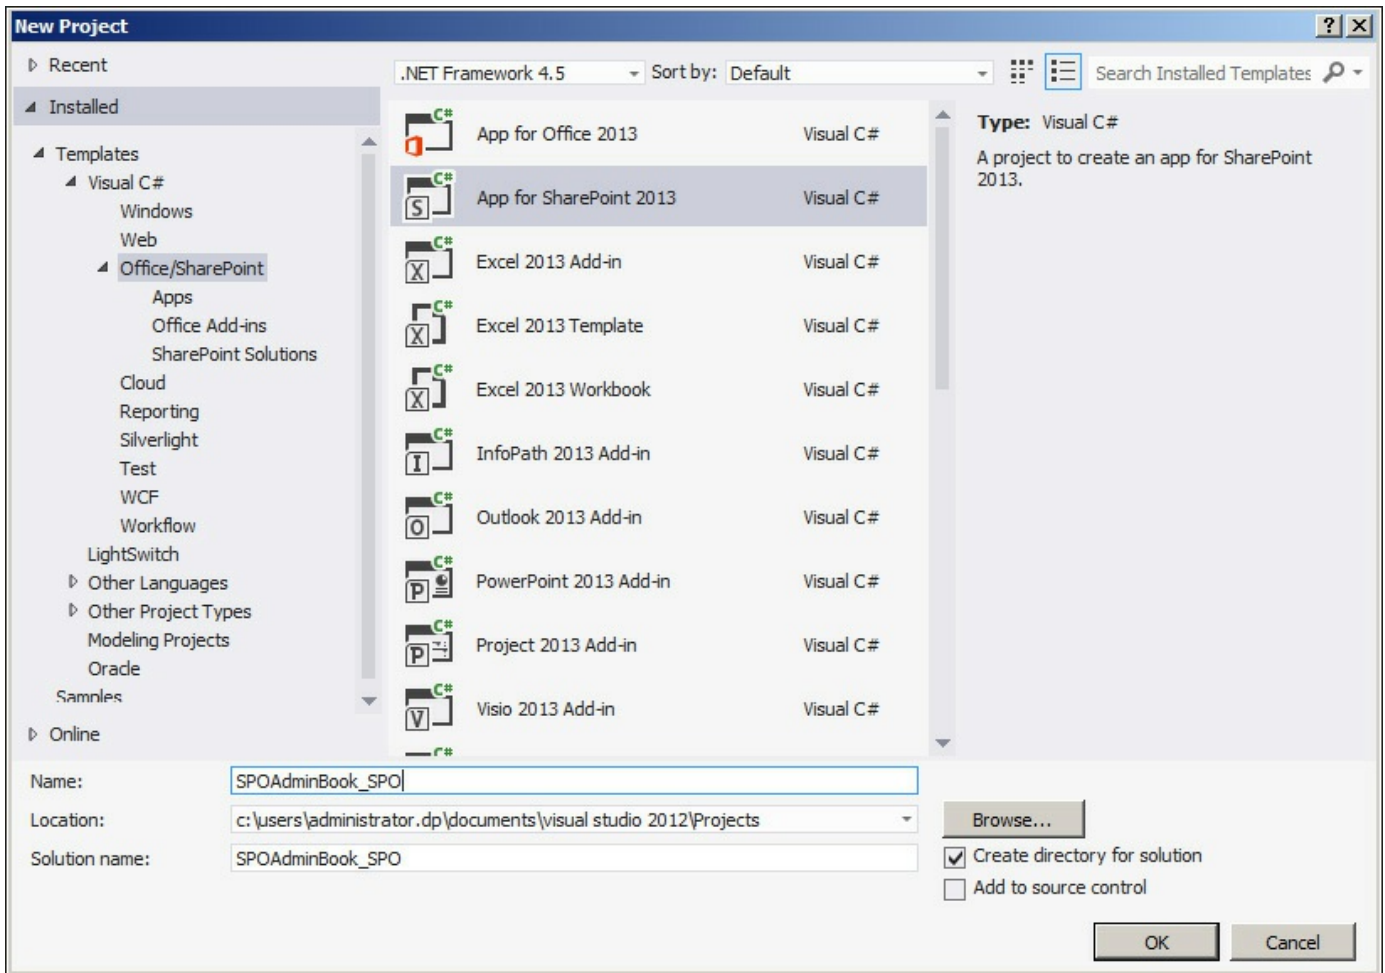 New Project
Recent
Installed
Templates
Visual C#
Windows
Web
Office/SharePoint
Apps
Office Add-ins
SharePoint Solutions
Cloud
Reporting
Silverlight
Test
WCF
Workflow
LightSwitch
Other Languages
Other Project Types
Modeling Projects
Oracle
Samples
Online
.NET Framework 4.5 Sort by: Default
Search Installed Templates
C# App for Office 2013 Visual C#
C# S App for SharePoint 2013 Visual C#
C# X Excel 2013 Add-in Visual C#
C# X Excel 2013 Template Visual C#
C# X Excel 2013 Workbook Visual C#
C# I InfoPath 2013 Add-in Visual C#
C# O Outlook 2013 Add-in Visual C#
C# P PowerPoint 2013 Add-in Visual C#
C# P Project 2013 Add-in Visual C#
C# V Visio 2013 Add-in Visual C#
C#
Type: Visual C#
A project to create an app for SharePoint
2013.
Name: SPOAdminBook_SPO
Location: c:\users\administrator.dp\documents\visual studio 2012\Projects
Browse...
Solution name: SPOAdminBook_SPO
Create directory for solution
Add to source control
OK Cancel